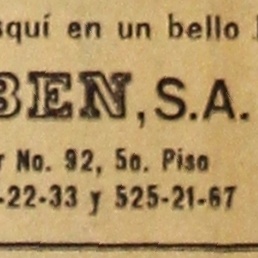 squí en un bello
BEN, S.A.
r No. 92, 5o. Piso
-22-33 y 525-21-67